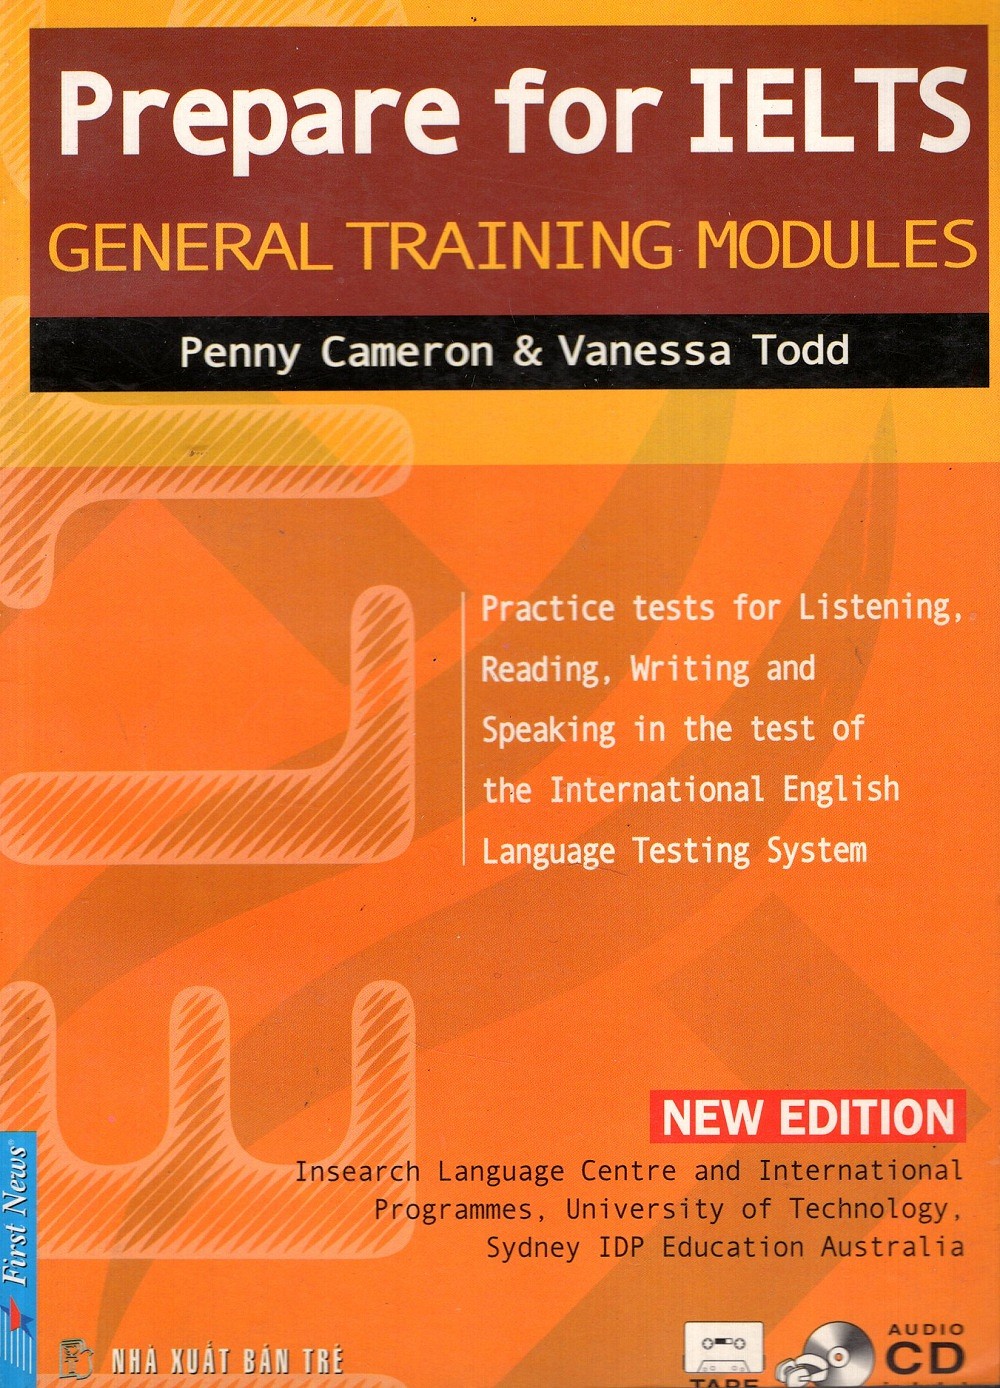 Prepare for IELTS
GENERAL TRAINING MODULES
Penny Cameron & Vanessa Todd
Practice tests for Listening,
Reading, Writing and
Speaking in the test of
the International English
Language Testing System
NEW EDITION
Insearch Language Centre and International
Programmes, University of Technology,
Sydney IDP Education Australia
First News®
NHÀ XUẤT BẢN TRẺ
TAPE
AUDIO
CD